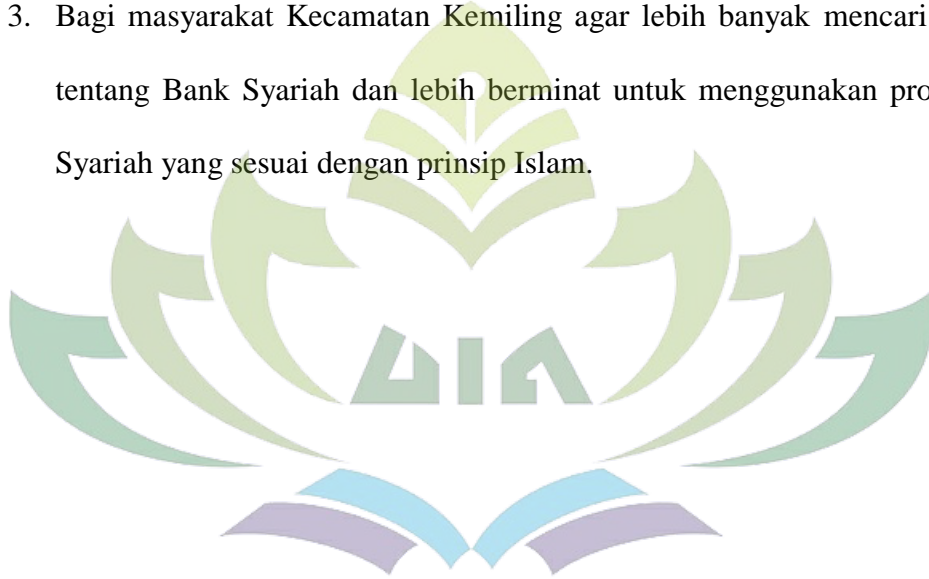 3. Bagi masyarakat Kecamatan Kemiling agar lebih banyak mencari
tentang Bank Syariah dan lebih berminat untuk menggunakan pro
Syariah yang sesuai dengan prinsip Islam.
UIN